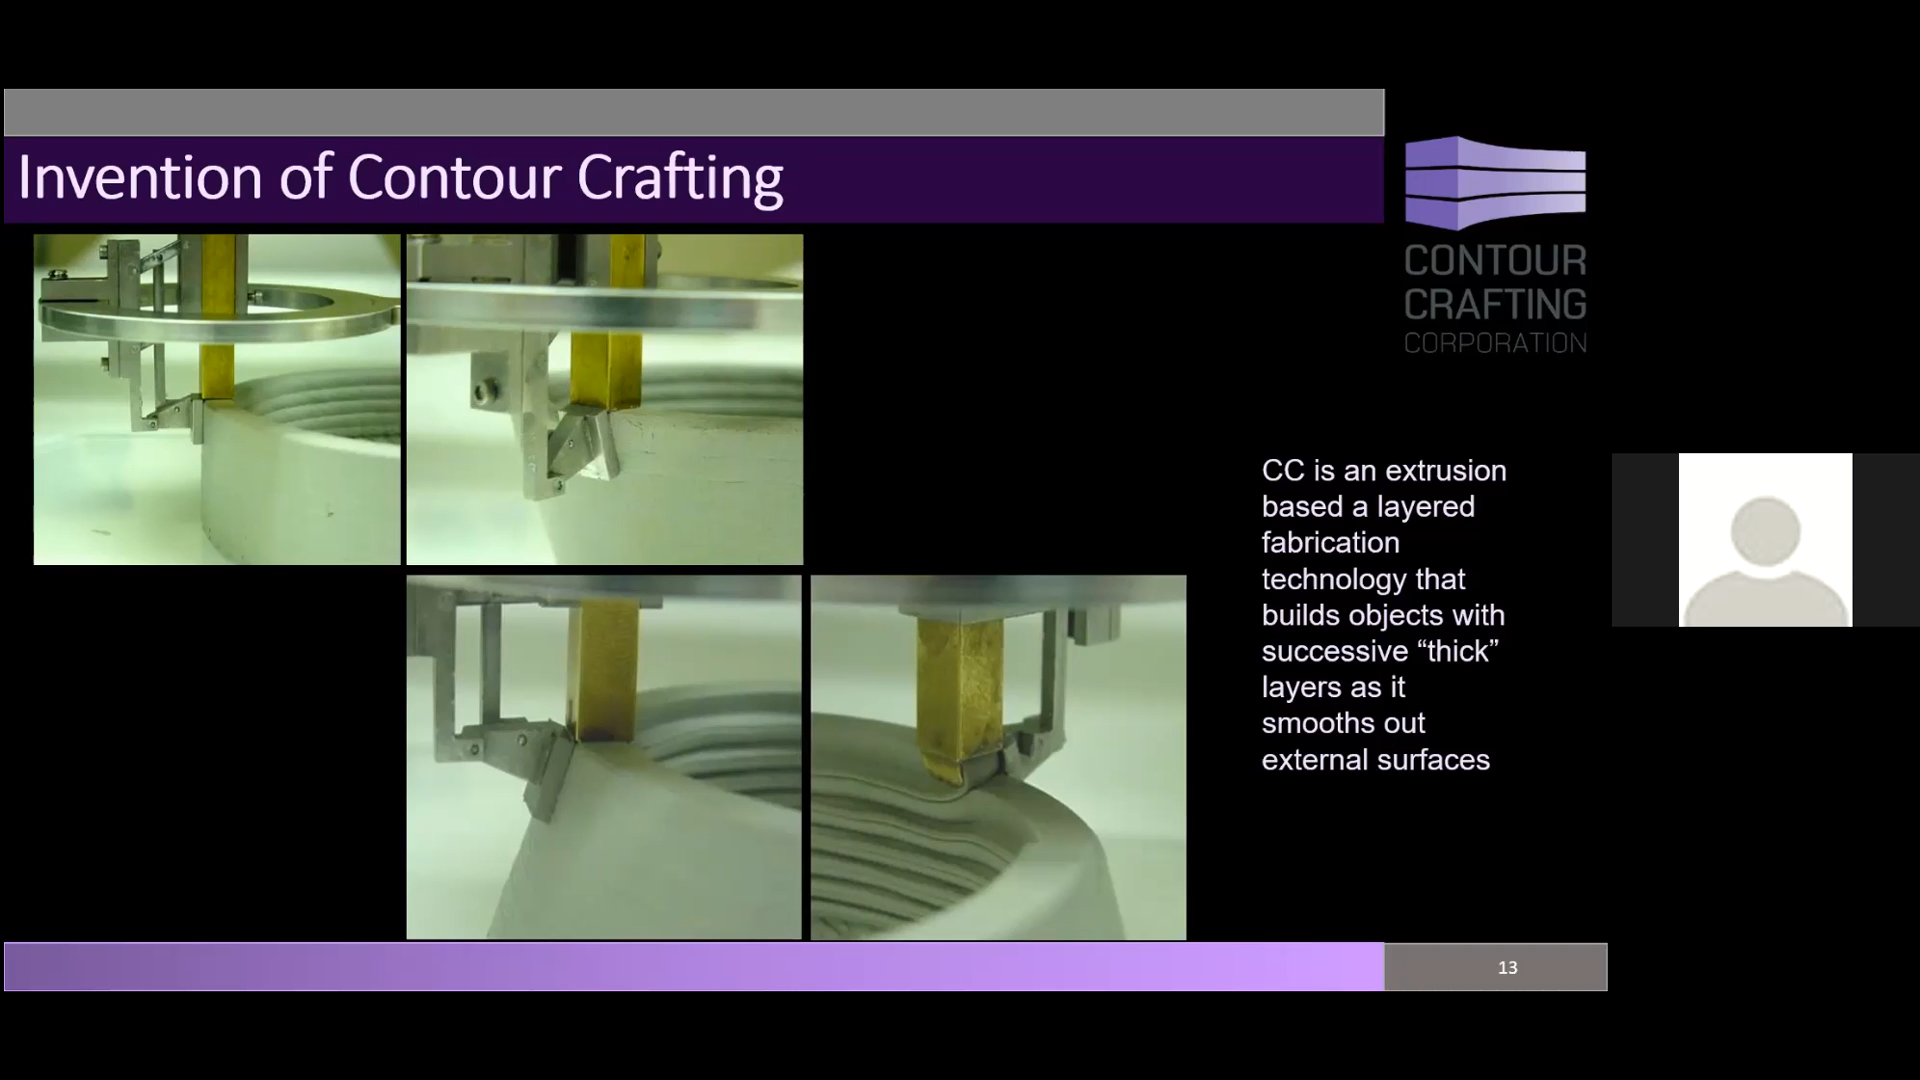 Invention of Contour Crafting
CONTOUR
CRAFTING
CORPORATION
CC is an extrusion
based a layered
fabrication
technology that
builds objects with
successive “thick”
layers as it
smooths out
external surfaces
13